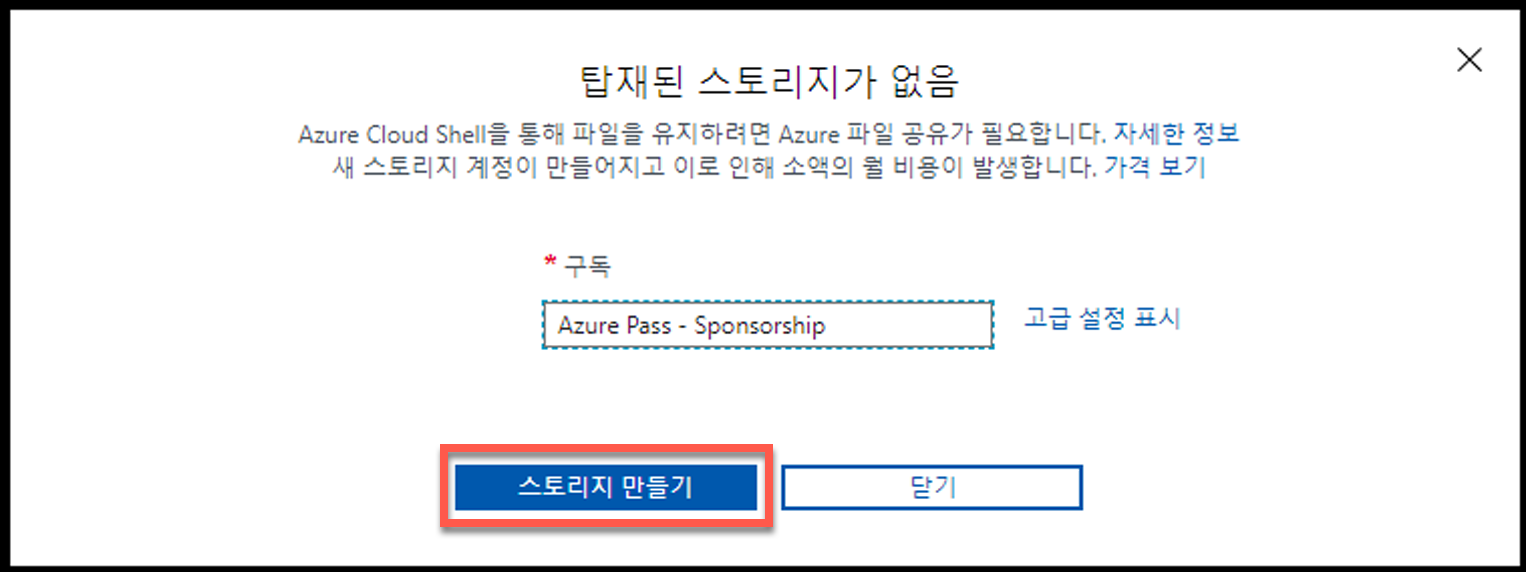 탑재된 스토리지가 없음
Azure Cloud Shell을 통해 파일을 유지하려면 Azure 파일 공유가 필요합니다. 자세한 정보
새 스토리지 계정이 만들어지고 이로 인해 소액의 월 비용이 발생합니다. 가격 보기
* 구독
Azure Pass - Sponsorship
고급 설정 표시
스토리지 만들기
닫기